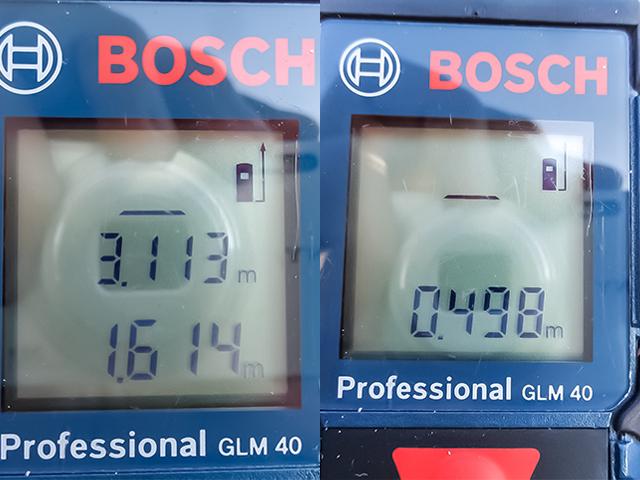 BOSCH
3.113 m
1.614 m
Professional GLM 40
BOSCH
0.498 m
Professional GLM 40